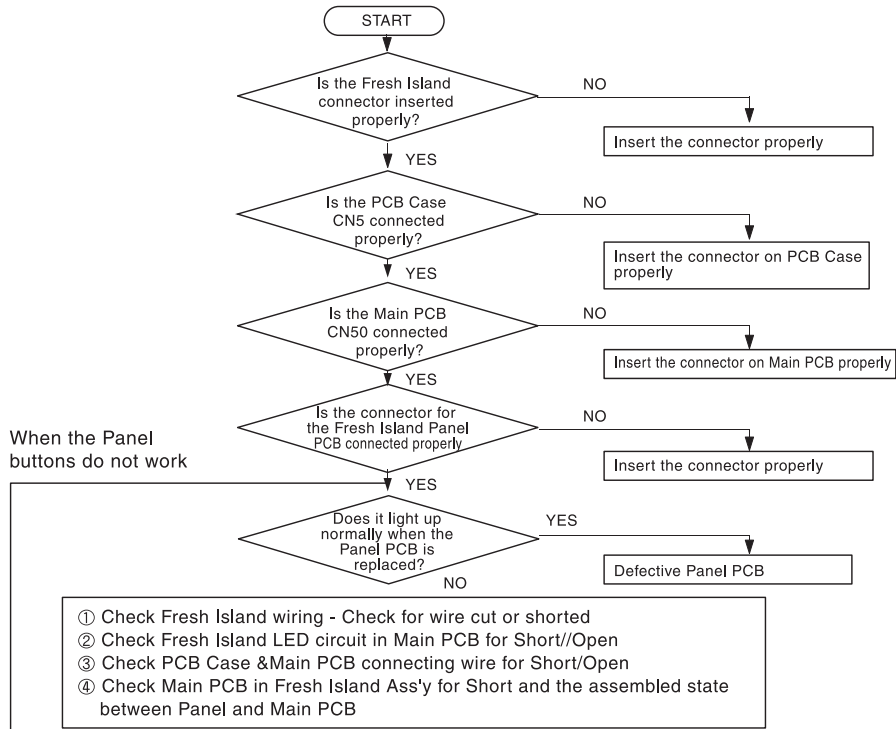 START
Is the Fresh Island
connector inserted
properly?
NO
Insert the connector properly
YES
Is the PCB Case
CN5 connected
properly?
NO
Insert the connector on PCB Case
properly
YES
Is the Main PCB
CN50 connected
properly?
NO
Insert the connector on Main PCB properly
YES
Is the connector for
the Fresh Island Panel
PCB connected properly
NO
Insert the connector properly
When the Panel
buttons do not work
YES
Does it light up
normally when the
Panel PCB is
replaced?
YES
Defective Panel PCB
NO
① Check Fresh Island wiring - Check for wire cut or shorted
② Check Fresh Island LED circuit in Main PCB for Short//Open
③ Check PCB Case &Main PCB connecting wire for Short/Open
④ Check Main PCB in Fresh Island Ass'y for Short and the assembled state
between Panel and Main PCB